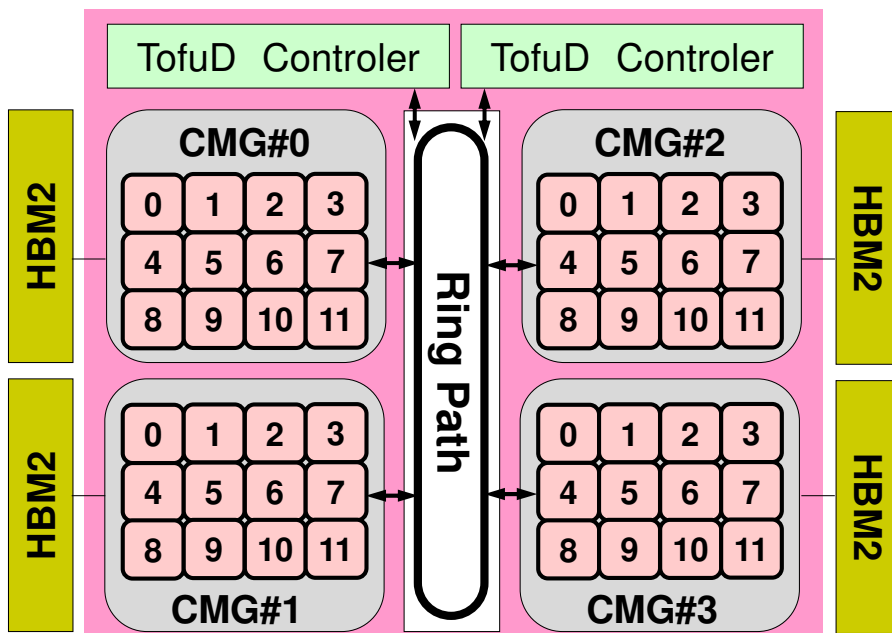 TofuD Controler
TofuD Controler
HBM2
CMG#0
0 1 2 3
4 5 6 7
8 9 10 11
Ring Path
CMG#2
0 1 2 3
4 5 6 7
8 9 10 11
HBM2
HBM2
0 1 2 3
4 5 6 7
8 9 10 11
CMG#1
0 1 2 3
4 5 6 7
8 9 10 11
CMG#3
HBM2